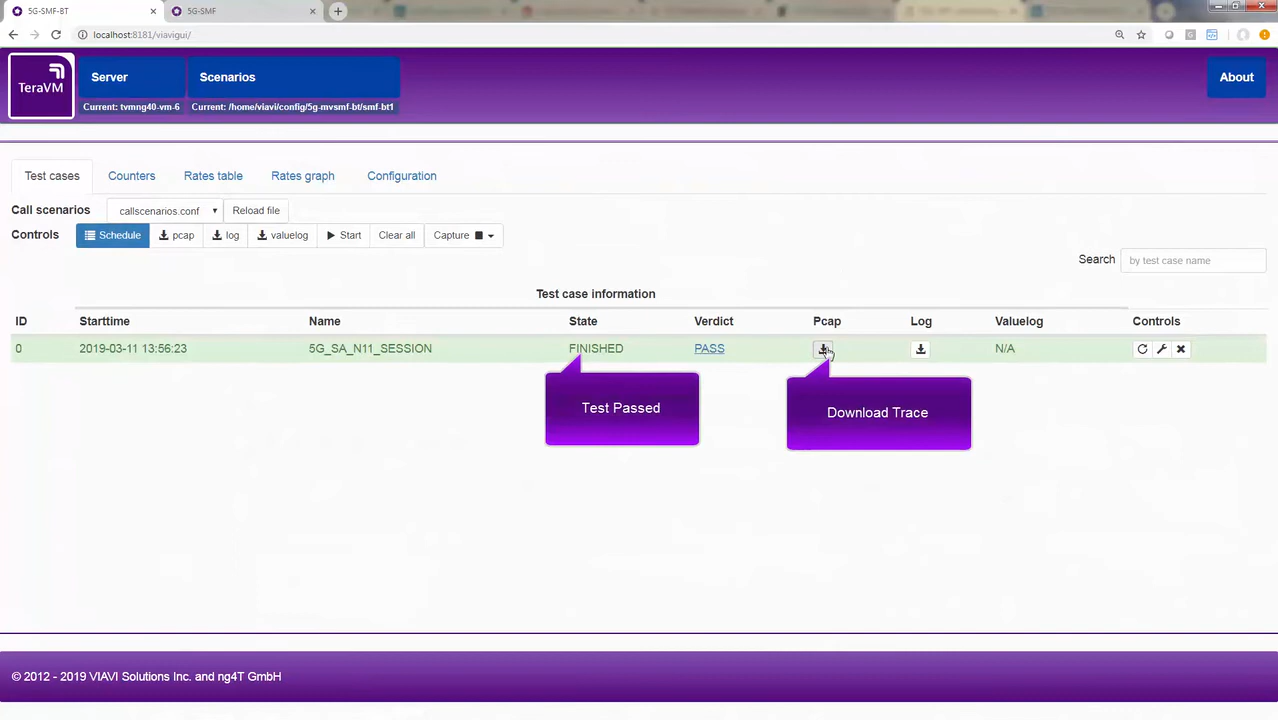 5G-SMF-BT
5G-SMF
localhost:8181/viavigui/
TeraVM
Server
Current: tvmng40-vm-6
Scenarios
Current: /home/viavi/config/5g-mvsmf-bt/smf-bt1
About
Test cases
Counters
Rates table
Rates graph
Configuration
Call scenarios
callscenarios.conf
Reload file
Controls
Schedule
pcap
log
valuelog
Start
Clear all
Capture
Search
by test case name
Test case information
ID Starttime Name State Verdict Pcap Log Valuelog Controls
0 2019-03-11 13:56:23 5G_SA_N11_SESSION FINISHED PASS N/A
Test Passed
Download Trace
© 2012 - 2019 VIAVI Solutions Inc. and ng4T GmbH